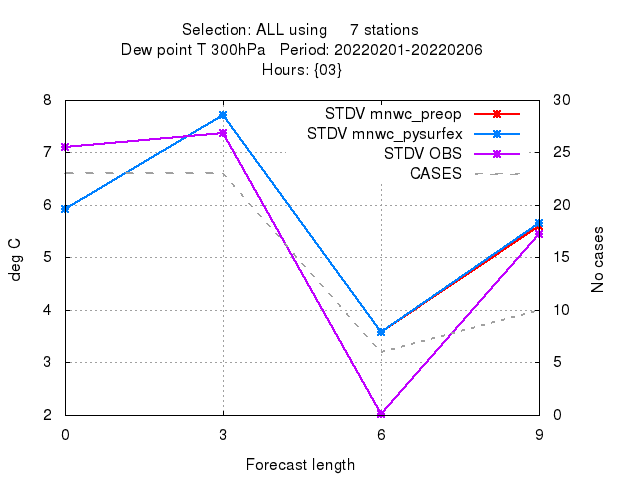 Selection: ALL using     7 stations
Dew point T 300hPa   Period: 20220201-20220206
Hours: {03}
STDV mnwc_preop
STDV mnwc_pysurfex
STDV OBS
CASES
8
7
6
5
4
3
2
30
25
20
15
10
5
0
deg C
No cases
0
3
6
9
Forecast length